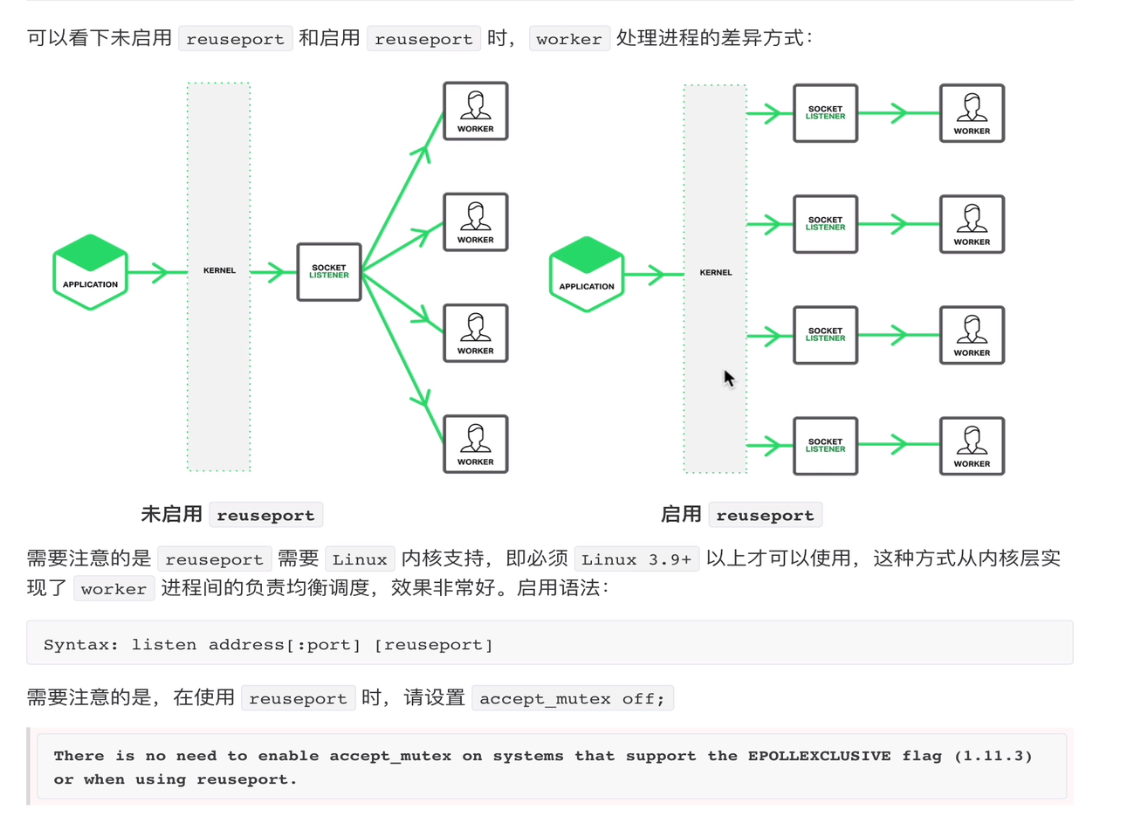 可以看下未启用 reuseport 和启用 reuseport 时，worker 处理进程的差异方式：
WORKER
SOCKET
LISTENER
WORKER
WORKER
SOCKET
LISTENER
WORKER
APPLICATION
KERNEL
SOCKET
LISTENER
APPLICATION
KERNEL
WORKER
SOCKET
LISTENER
WORKER
WORKER
SOCKET
LISTENER
WORKER
未启用 reuseport
启用 reuseport
需要注意的是 reuseport 需要 Linux 内核支持，即必须 Linux 3.9+ 以上才可以使用，这种方式从内核层实
现了 worker 进程间的负责均衡调度，效果非常好。启用语法：
Syntax: listen address[:port] [reuseport]
需要注意的是，在使用 reuseport 时，请设置 accept_mutex off;
There is no need to enable accept_mutex on systems that support the EPOLLEXCLUSIVE flag (1.11.3)
or when using reuseport.